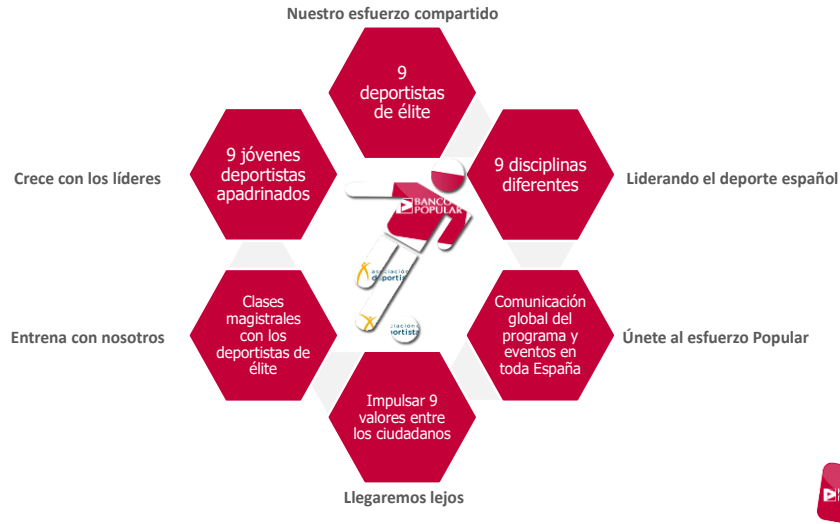 Nuestro esfuerzo compartido
9
deportistas
de élite
9 jóvenes
deportistas
apadrinados
9 disciplinas
diferentes
Crece con los líderes
Liderando el deporte español
BANCO
POPULAR
asociación
deportis
Clases
magistrales
con los
deportistas de
élite
Comunicación
global del
programa y
eventos en
toda España
Entrena con nosotros
Únete al esfuerzo Popular
Impulsar 9
valores entre
los ciudadanos
Llegaremos lejos